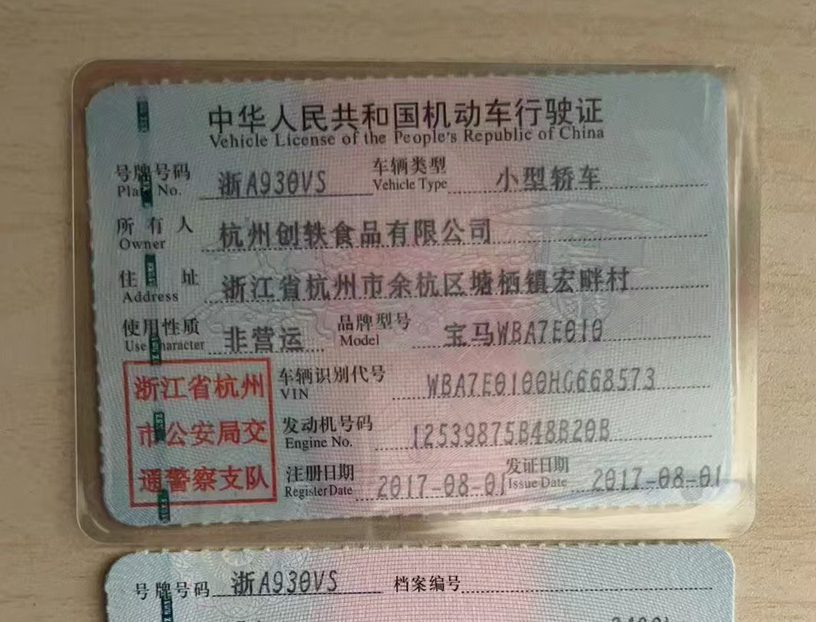 中华人民共和国机动车行驶证
Vehicle License of the People's Republic of China
号牌号码 浙A930VS 车辆类型 小型轿车
Plate No. Vehicle Type
所有人 杭州创轶食品有限公司
Owner
住址 浙江省杭州市余杭区塘栖镇宏畔村
Address
使用性质 非营运 品牌型号 宝马WBA7E010
Use Character Model
浙江省杭州
市公安局交
通警察支队
车辆识别代号 WBA7E0100HG668573
VIN
发动机号码 12539875B48B20B
Engine No.
注册日期 2017-08-01 发证日期 2017-08-01
Register Date Issue Date
号牌号码 浙A930VS 档案编号